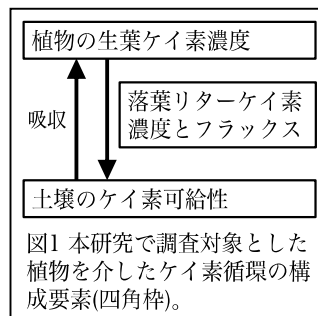 植物の生葉ケイ素濃度
落葉リターケイ素
濃度とフラックス
吸収
土壌のケイ素可給性
図1 本研究で調査対象とした
植物を介したケイ素循環の構
成要素(四角枠)。